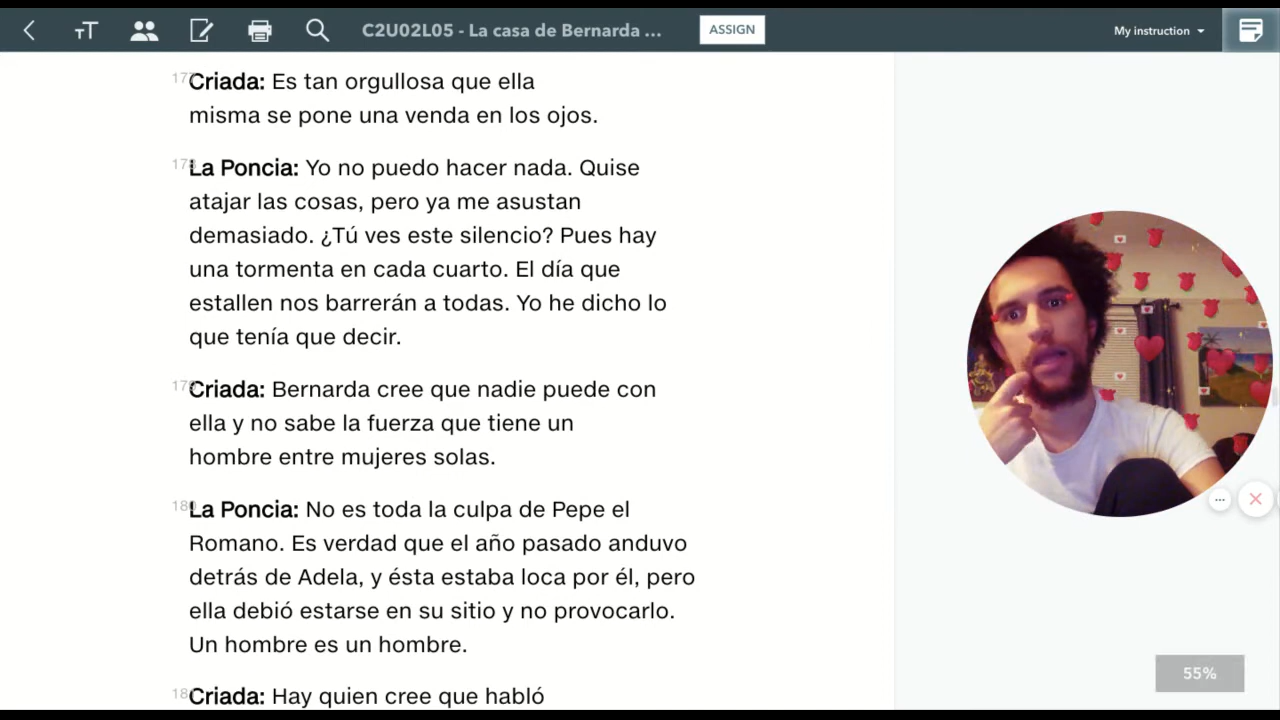 C2U02L05 - La casa de Bernarda ...
ASSIGN
My instruction
177 Criada: Es tan orgullosa que ella
misma se pone una venda en los ojos.
178 La Poncia: Yo no puedo hacer nada. Quise
atajar las cosas, pero ya me asustan
demasiado. ¿Tú ves este silencio? Pues hay
una tormenta en cada cuarto. El día que
estallen nos barrerán a todas. Yo he dicho lo
que tenía que decir.
179 Criada: Bernarda cree que nadie puede con
ella y no sabe la fuerza que tiene un
hombre entre mujeres solas.
180 La Poncia: No es toda la culpa de Pepe el
Romano. Es verdad que el año pasado anduvo
detrás de Adela, y ésta estaba loca por él, pero
ella debió estarse en su sitio y no provocarlo.
Un hombre es un hombre.
181 Criada: Hay quien cree que habló
55%